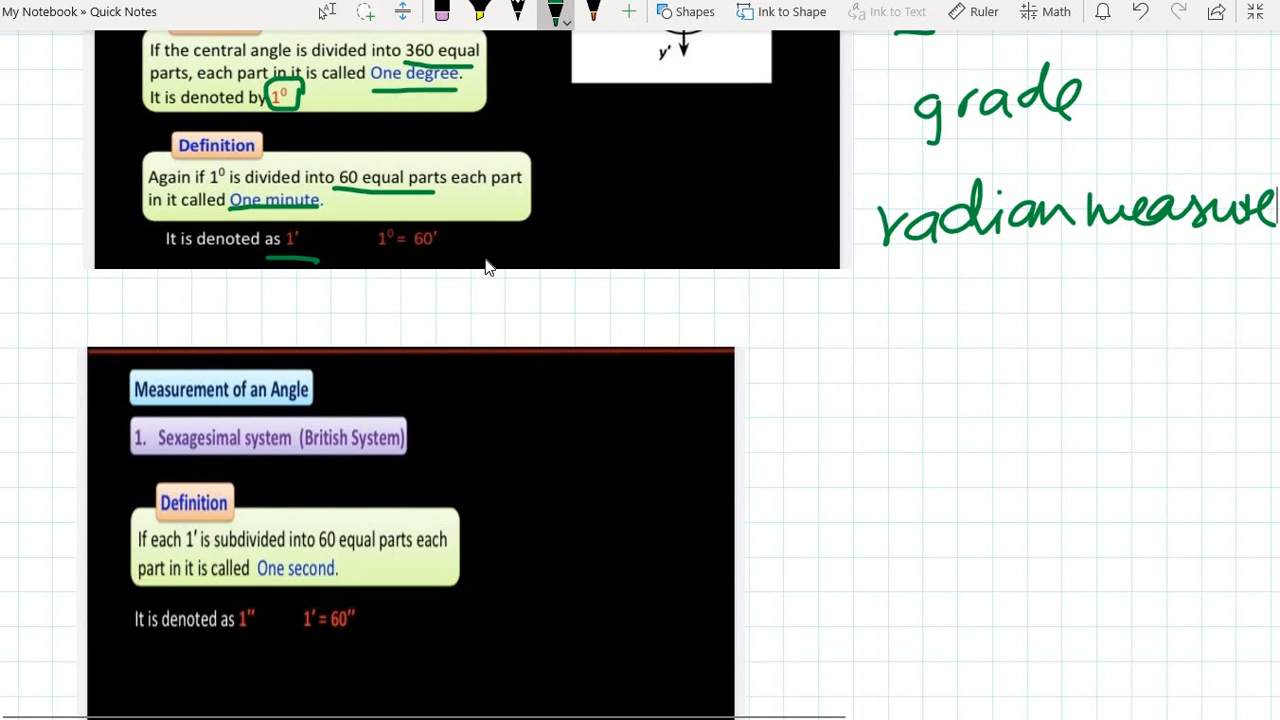 My Notebook » Quick Notes
Shapes
Ink to Shape
Ink to Text
Ruler
Math
If the central angle is divided into 360 equal
parts, each part in it is called One degree.
It is denoted by 1⁰
y′
grade
radian measure
Definition
Again if 1⁰ is divided into 60 equal parts each part
in it called One minute.
It is denoted as 1′ 1⁰ = 60′
Measurement of an Angle
1. Sexagesimal system (British System)
Definition
If each 1′ is subdivided into 60 equal parts each
part in it is called One second.
It is denoted as 1″ 1′ = 60″